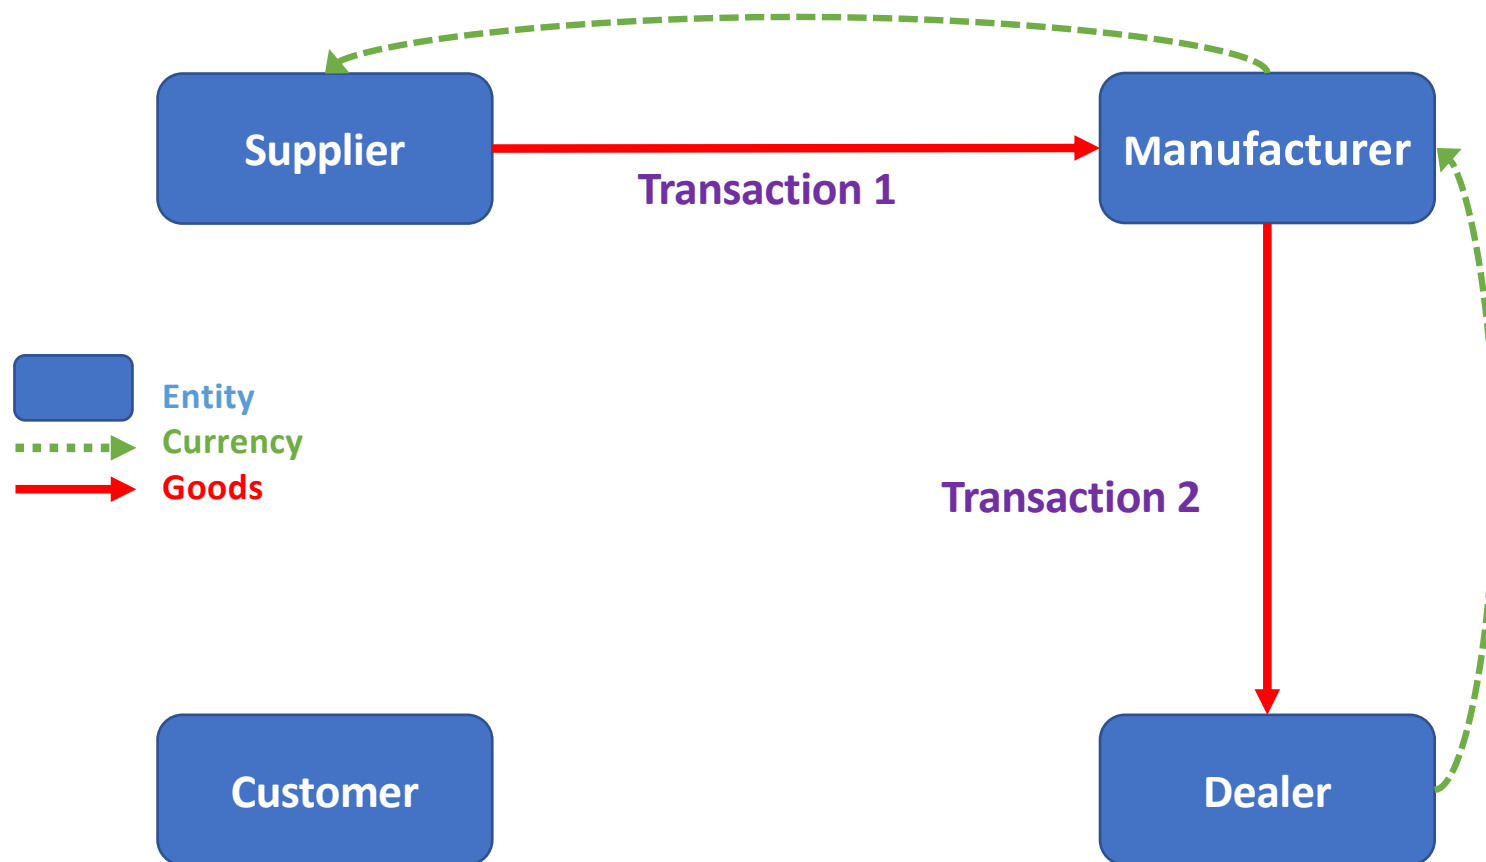 Supplier
Manufacturer
Transaction 1
Entity
Currency
Goods
Transaction 2
Customer
Dealer